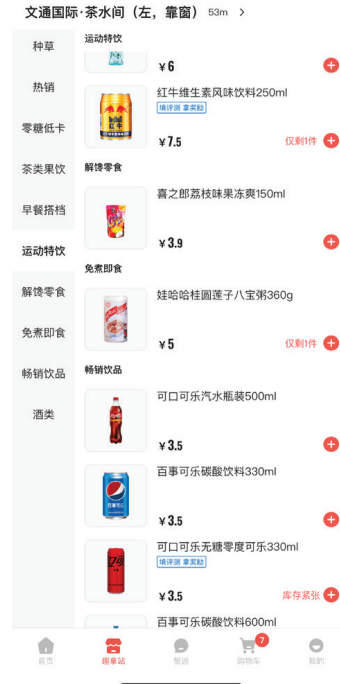 文通国际·茶水间（左，靠窗） 53m >
种草
热销
零糖低卡
茶类果饮
早餐搭档
运动特饮
解馋零食
免煮即食
畅销饮品
酒类
运动特饮
¥6
红牛维生素风味饮料250ml
填评测 拿奖励
¥7.5
仅剩1件
解馋零食
喜之郎荔枝味果冻爽150ml
¥3.9
免煮即食
娃哈哈桂圆莲子八宝粥360g
¥5
仅剩1件
畅销饮品
可口可乐汽水瓶装500ml
¥3.5
百事可乐碳酸饮料330ml
¥3.5
可口可乐无糖零度可乐330ml
填评测 拿奖励
¥3.5
库存紧张
百事可乐碳酸饮料600ml
首页
趣拿站
购物车
7
我的